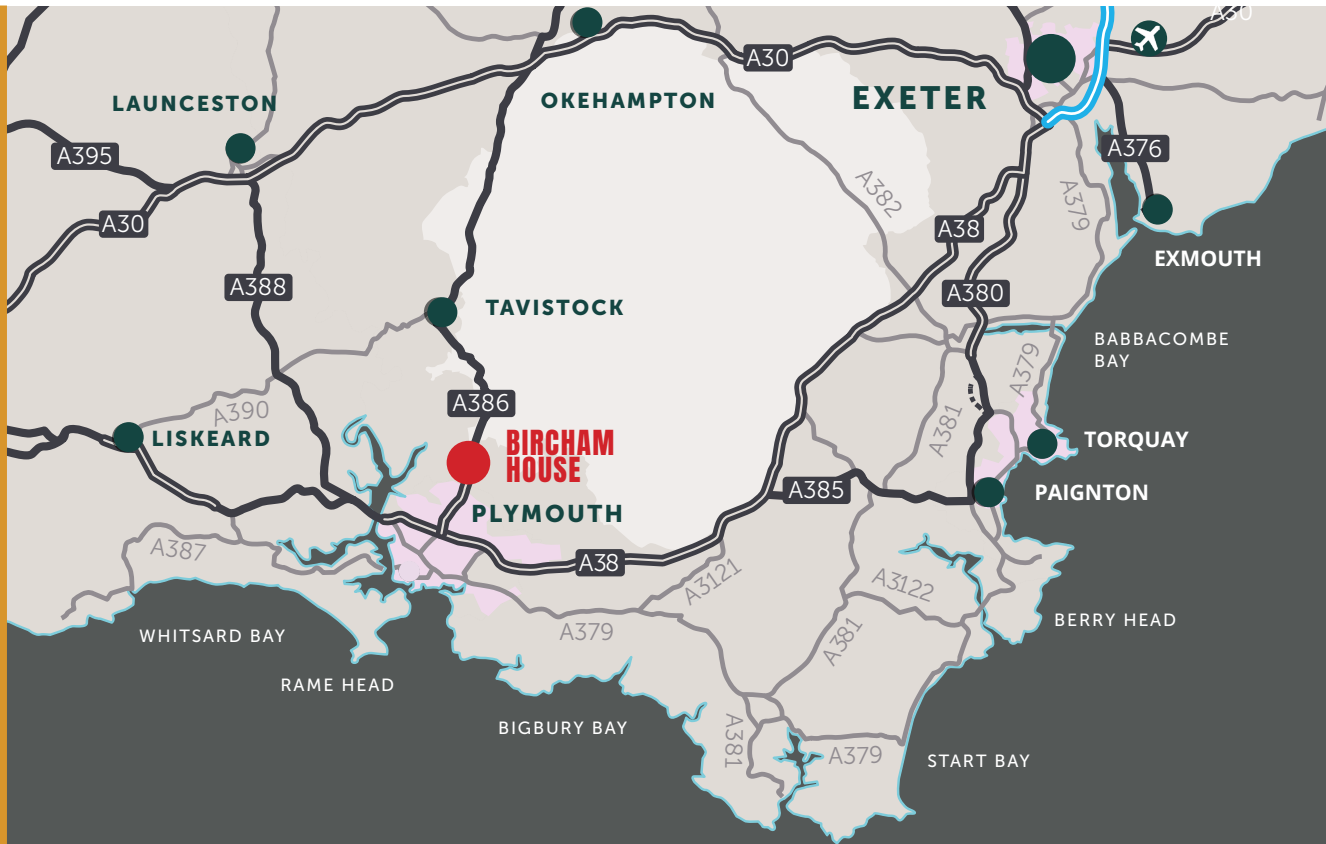 A30
A30
OKEHAMPTON
LAUNCESTON
EXETER
A395
A376
A382
A379
A30
A38
EXMOUTH
A388
A380
TAVISTOCK
BABBACOMBE
BAY
A379
A386
A390
A381
LISKEARD
BIRCHAM
HOUSE
TORQUAY
A385
PAIGNTON
PLYMOUTH
A387
A38
A3121
A3122
WHITSARD BAY
A379
A381
BERRY HEAD
RAME HEAD
BIGBURY BAY
A381
A379
START BAY